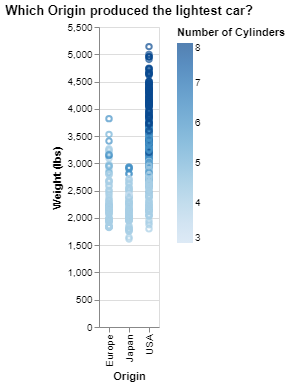 Which Origin produced the lightest car?
Number of Cylinders
8
7
6
5
4
3
5,500
5,000
4,500
4,000
3,500
3,000
2,500
2,000
1,500
1,000
500
0
Weight (lbs)
Europe
Japan
USA
Origin